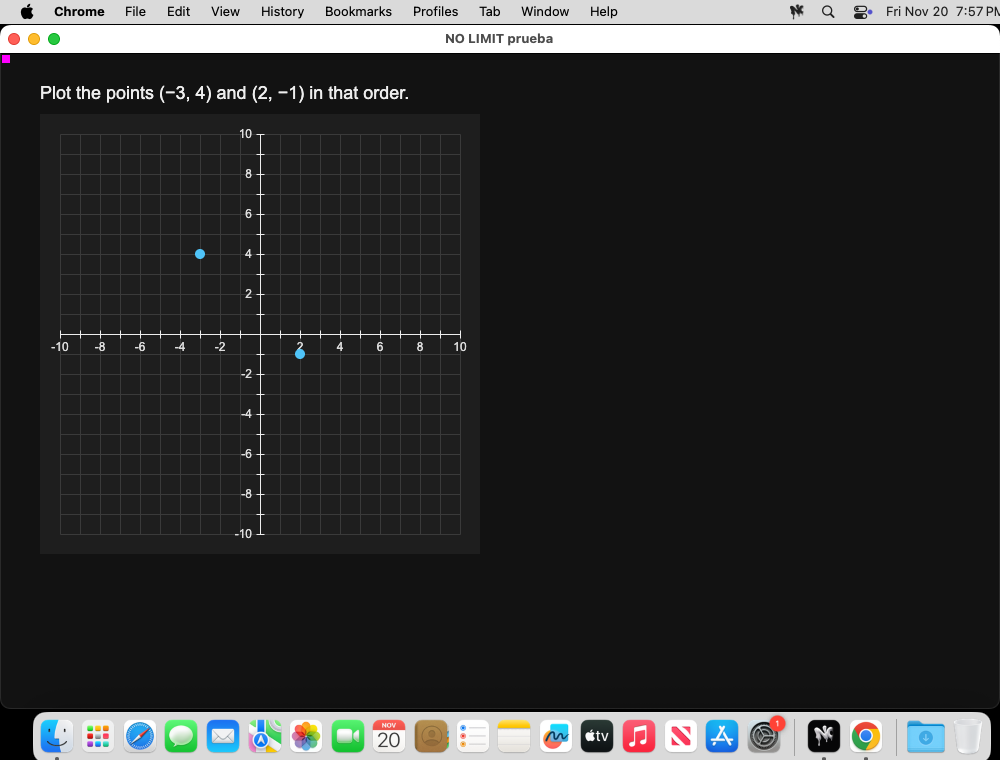 Chrome File Edit View History Bookmarks Profiles Tab Window Help Fri Nov 20 7:57 PM
NO LIMIT prueba
Plot the points (−3, 4) and (2, −1) in that order.
10
8
6
4
2
-10 -8 -6 -4 -2 2 4 6 8 10
-2
-4
-6
-8
-10
NOV
20
tv
1